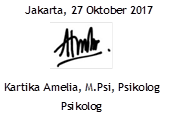 Jakarta, 27 Oktober 2017
Kartika Amelia, M.Psi, Psikolog
Psikolog